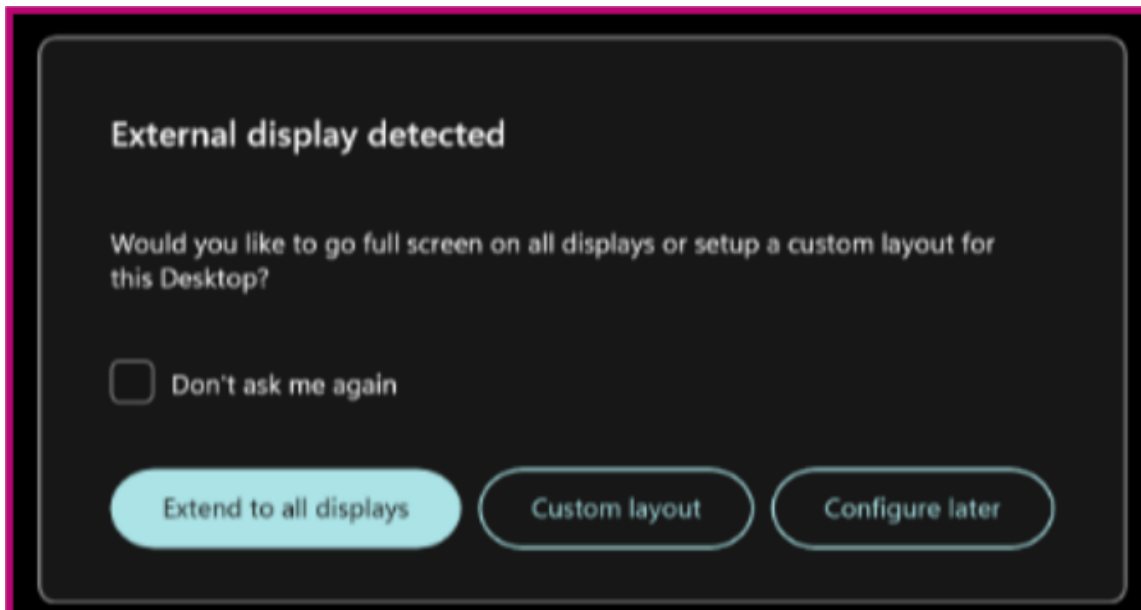 External display detected
Would you like to go full screen on all displays or setup a custom layout for
this Desktop?
Don't ask me again
Extend to all displays
Custom layout
Configure later